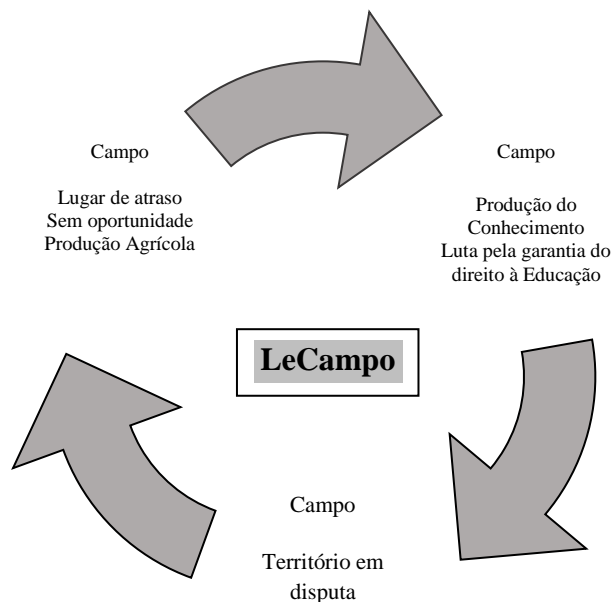 Campo
Lugar de atraso
Sem oportunidade
Produção Agrícola
Campo
Produção do
Conhecimento
Luta pela garantia do
direito à Educação
LeCampo
Campo
Território em
disputa